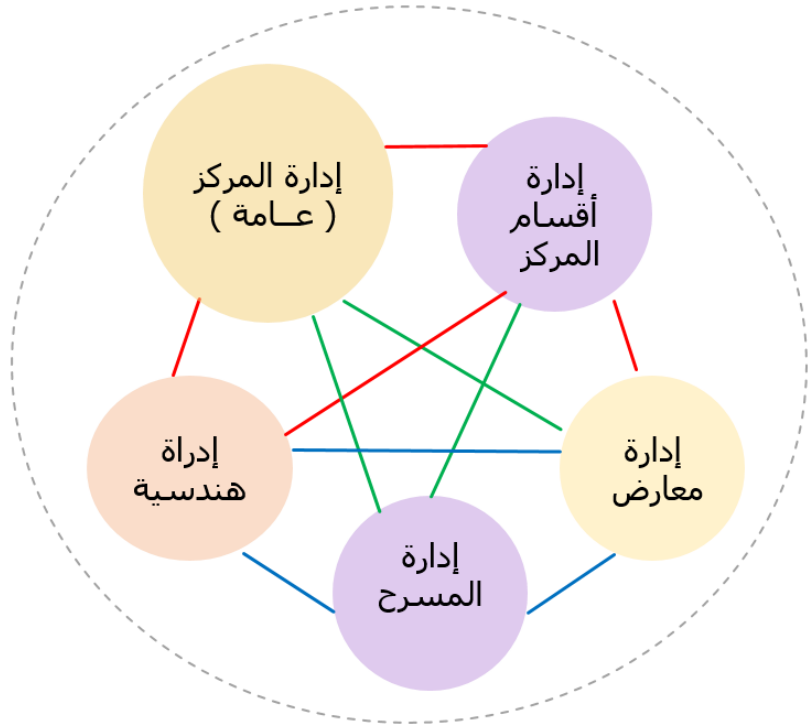 إدارة المركز
( عــامة )
إدارة
أقسام
المركز
إدراة
هندسية
إدارة
معارض
إدارة
المسرح